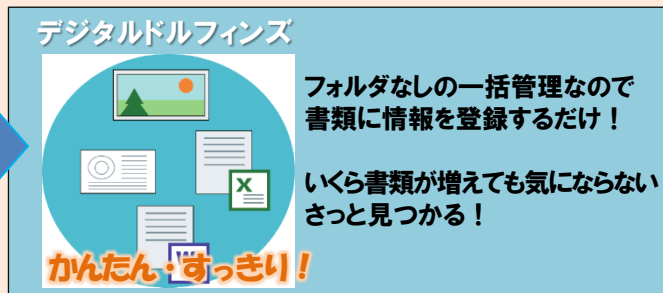 デジタルドルフィンズ
フォルダなしの一括管理なので
書類に情報を登録するだけ！
いくら書類が増えても気にならない
さっと見つかる！
X
W
かんたん・すっきり！